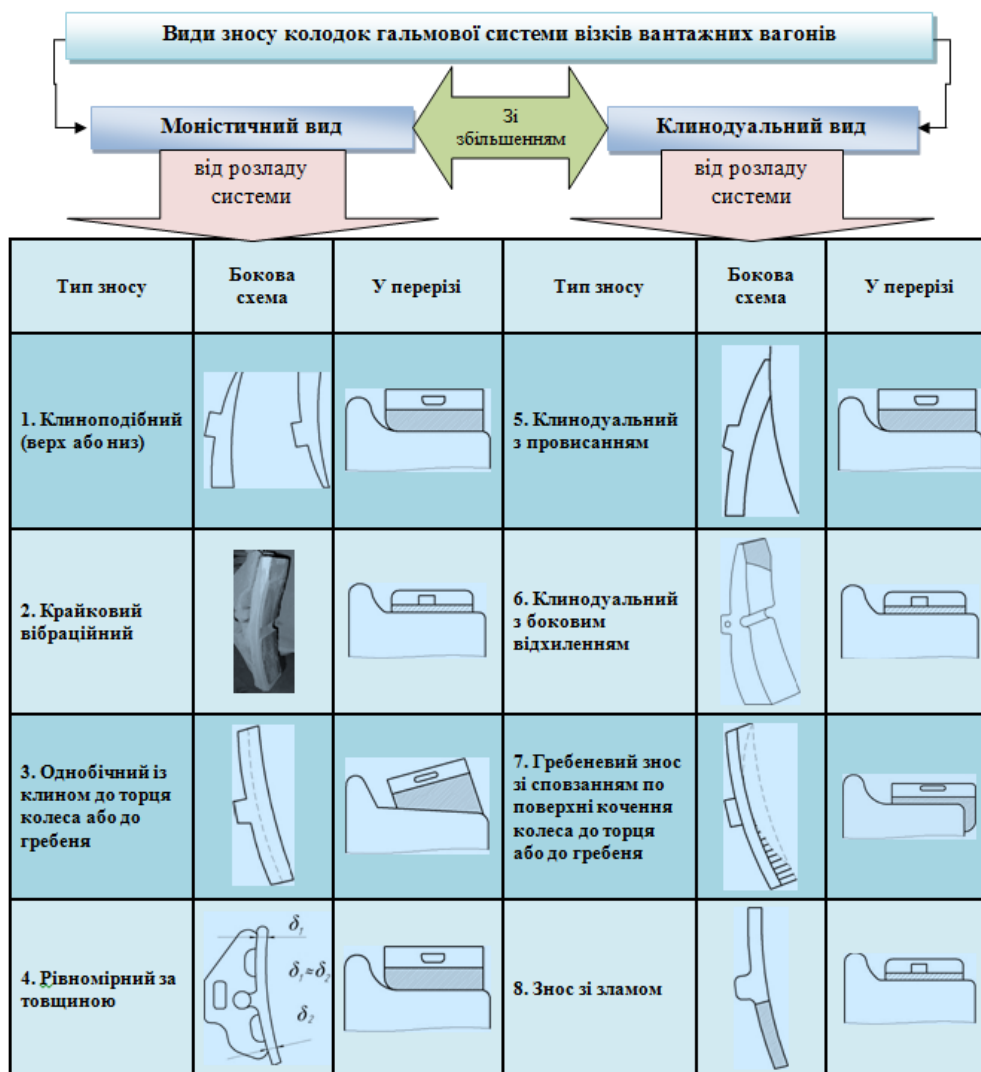 Види зносу колодок гальмової системи візків вантажних вагонів
Моністичний вид
Зі
збільшенням
Клинодуальний вид
від розладу
системи
від розладу
системи
Тип зносу
Бокова
схема
У перерізі
Тип зносу
Бокова
схема
У перерізі
1. Клиноподібний
(верх або низ)
5. Клинодуальний
з провисанням
2. Крайковий
вібраційний
6. Клинодуальний
з боковим
відхиленням
3. Однобічний із
клином до торця
колеса або до
гребеня
7. Гребеневий знос
зі сповзанням по
поверхні кочення
колеса до торця
або до гребеня
4. Рівномірний за
товщиною
δ₁
δ₁≈δ₂
δ₂
8. Знос зі зламом